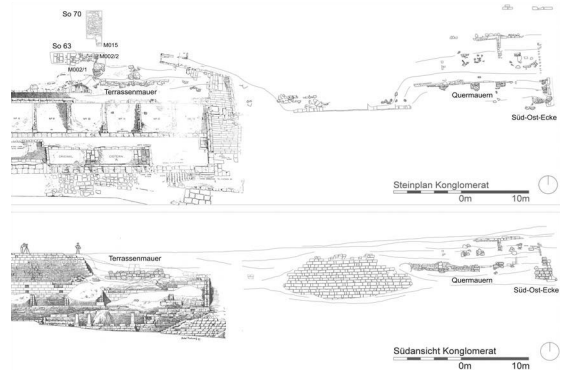 So 70
So 63
M015
M002/2
M002/1
Terrassenmauer
Quermauern
Süd-Ost-Ecke
Steinplan Konglomerat
0m 10m
Terrassenmauer
Quermauern
Süd-Ost-Ecke
Südansicht Konglomerat
0m 10m